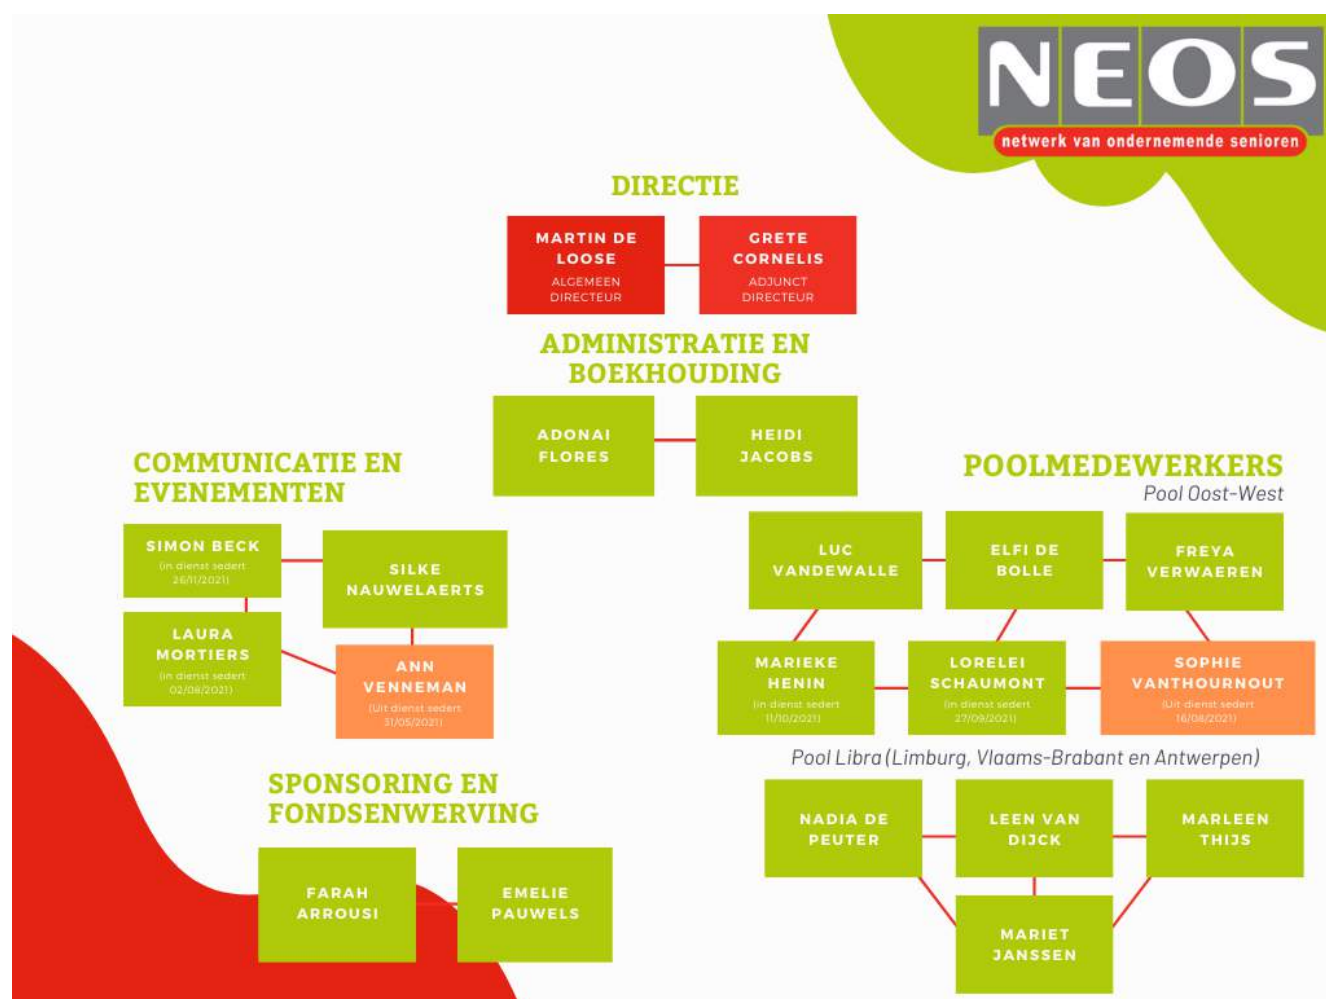 NEOS
netwerk van ondernemende senioren
DIRECTIE
MARTIN DE
LOOSE
ALGEMEEN
DIRECTEUR
GRETE
CORNELIS
ADJUNCT
DIRECTEUR
ADMINISTRATIE EN
BOEKHOUDING
ADONAI
FLORES
HEIDI
JACOBS
COMMUNICATIE EN
EVENEMENTEN
SIMON BECK
(in dienst sedert
26/11/2021)
SILKE
NAUWELAERTS
LAURA
MORTIERS
(in dienst sedert
02/08/2021)
ANN
VENNEMAN
(Uit dienst sedert
31/05/2021)
SPONSORING EN
FONDSENWERVING
FARAH
ARROUSI
EMELIE
PAUWELS
POOLMEDEWERKERS
Pool Oost-West
LUC
VANDEWALLE
ELFI DE
BOLLE
FREYA
VERWAEREN
MARIEKE
HENIN
(in dienst sedert
11/10/2021)
LORELEI
SCHAUMONT
(in dienst sedert
27/09/2021)
SOPHIE
VANTHOURNOUT
(Uit dienst sedert
16/08/2021)
Pool Libra (Limburg, Vlaams-Brabant en Antwerpen)
NADIA DE
PEUTER
LEEN VAN
DIJCK
MARLEEN
THIJS
MARIET
JANSSEN